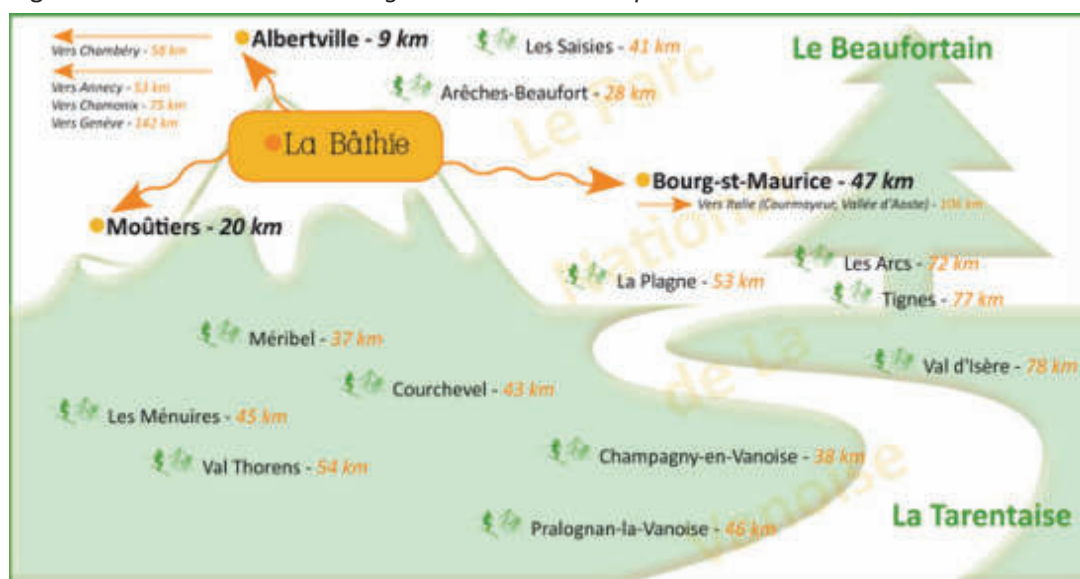 Vers Chambéry - 58 km
Vers Annecy - 53 km
Vers Chamonix - 75 km
Vers Genève - 142 km
Albertville - 9 km
Les Saisies - 41 km
Arêches-Beaufort - 28 km
Le Beaufortain
La Bâthie
Bourg-st-Maurice - 47 km
Vers Italie (Courmayeur, Vallée d'Aoste) - 106 km
Moûtiers - 20 km
La Plagne - 53 km
Les Arcs - 72 km
Tignes - 77 km
Val d'Isère - 78 km
Méribel - 37 km
Courchevel - 43 km
Les Ménuires - 45 km
Val Thorens - 54 km
Champagny-en-Vanoise - 38 km
Pralognan-la-Vanoise - 46 km
La Tarentaise
Le Parc
National
de La
Vanoise